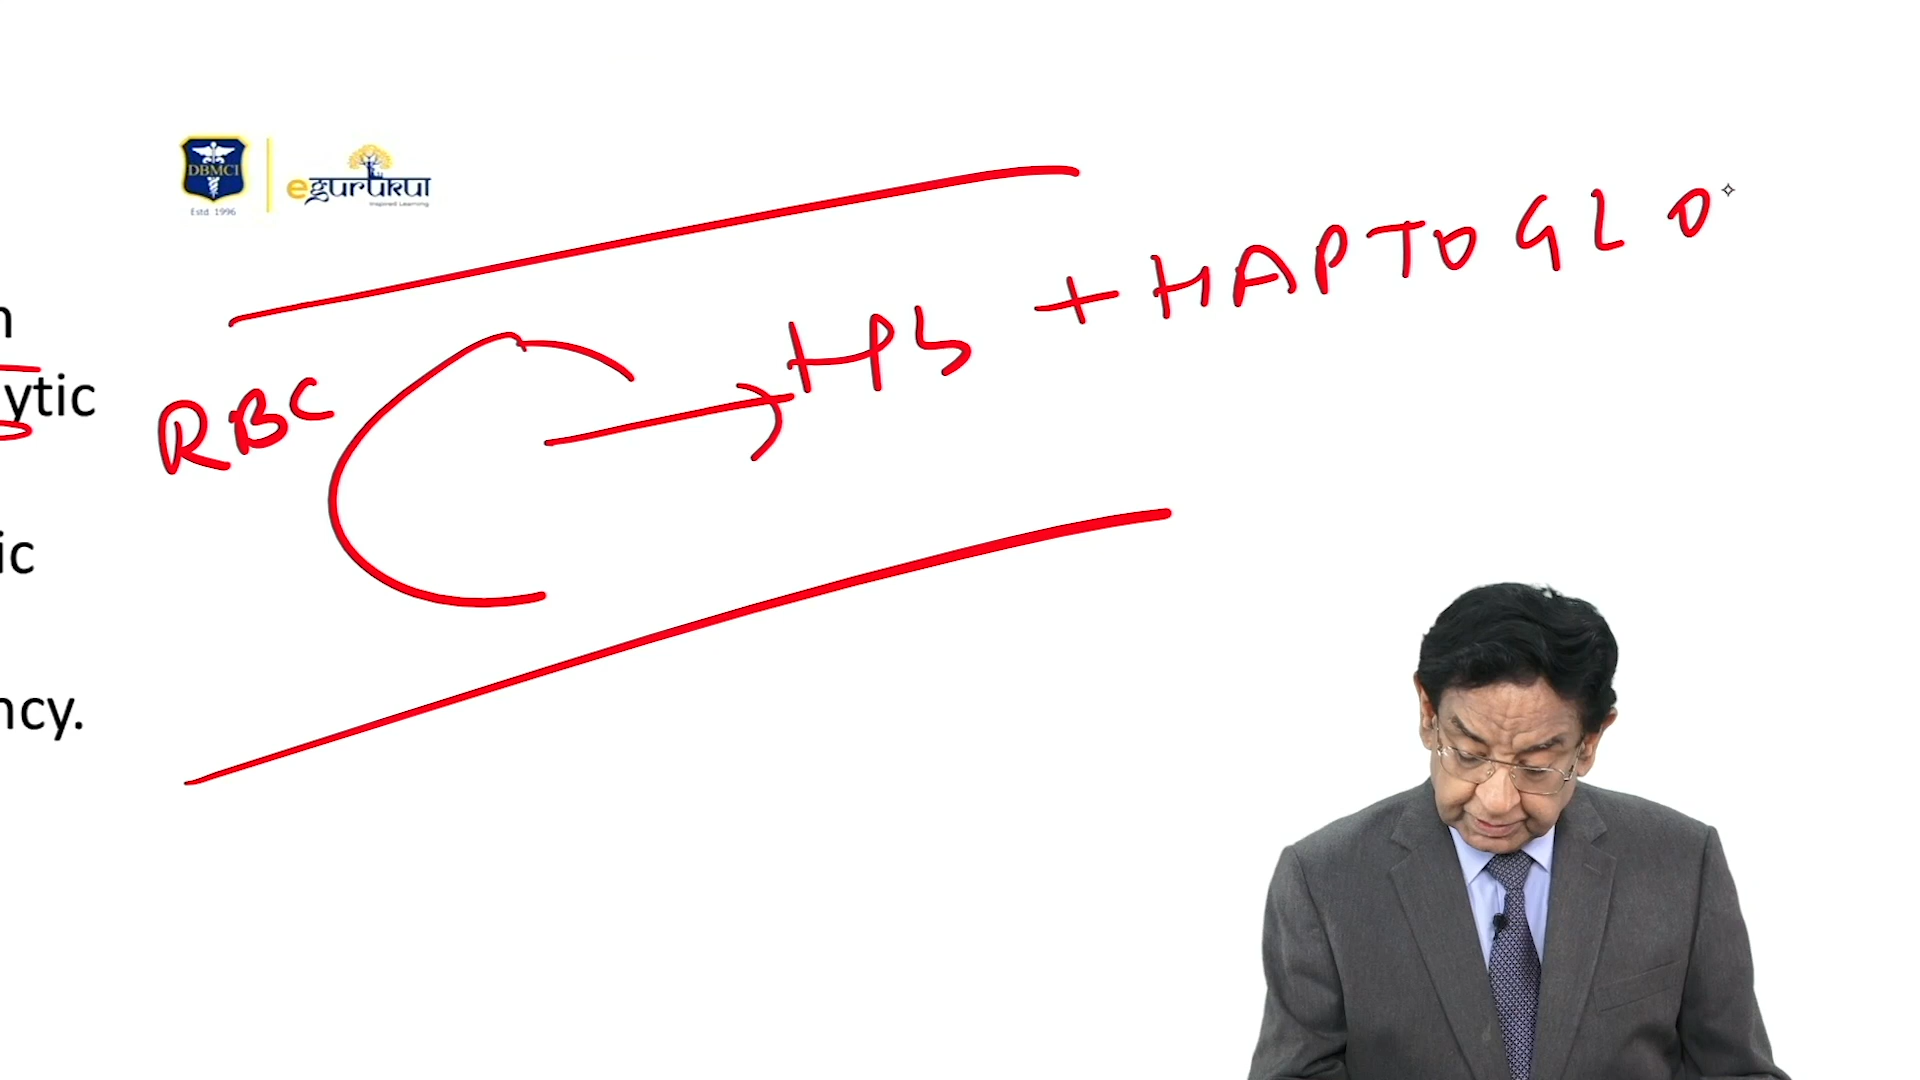 DBMCI
Estd. 1996
egurukul
Inspired Learning
n
ytic
ic
ncy.
RBC
Hb + HAPTOGLO